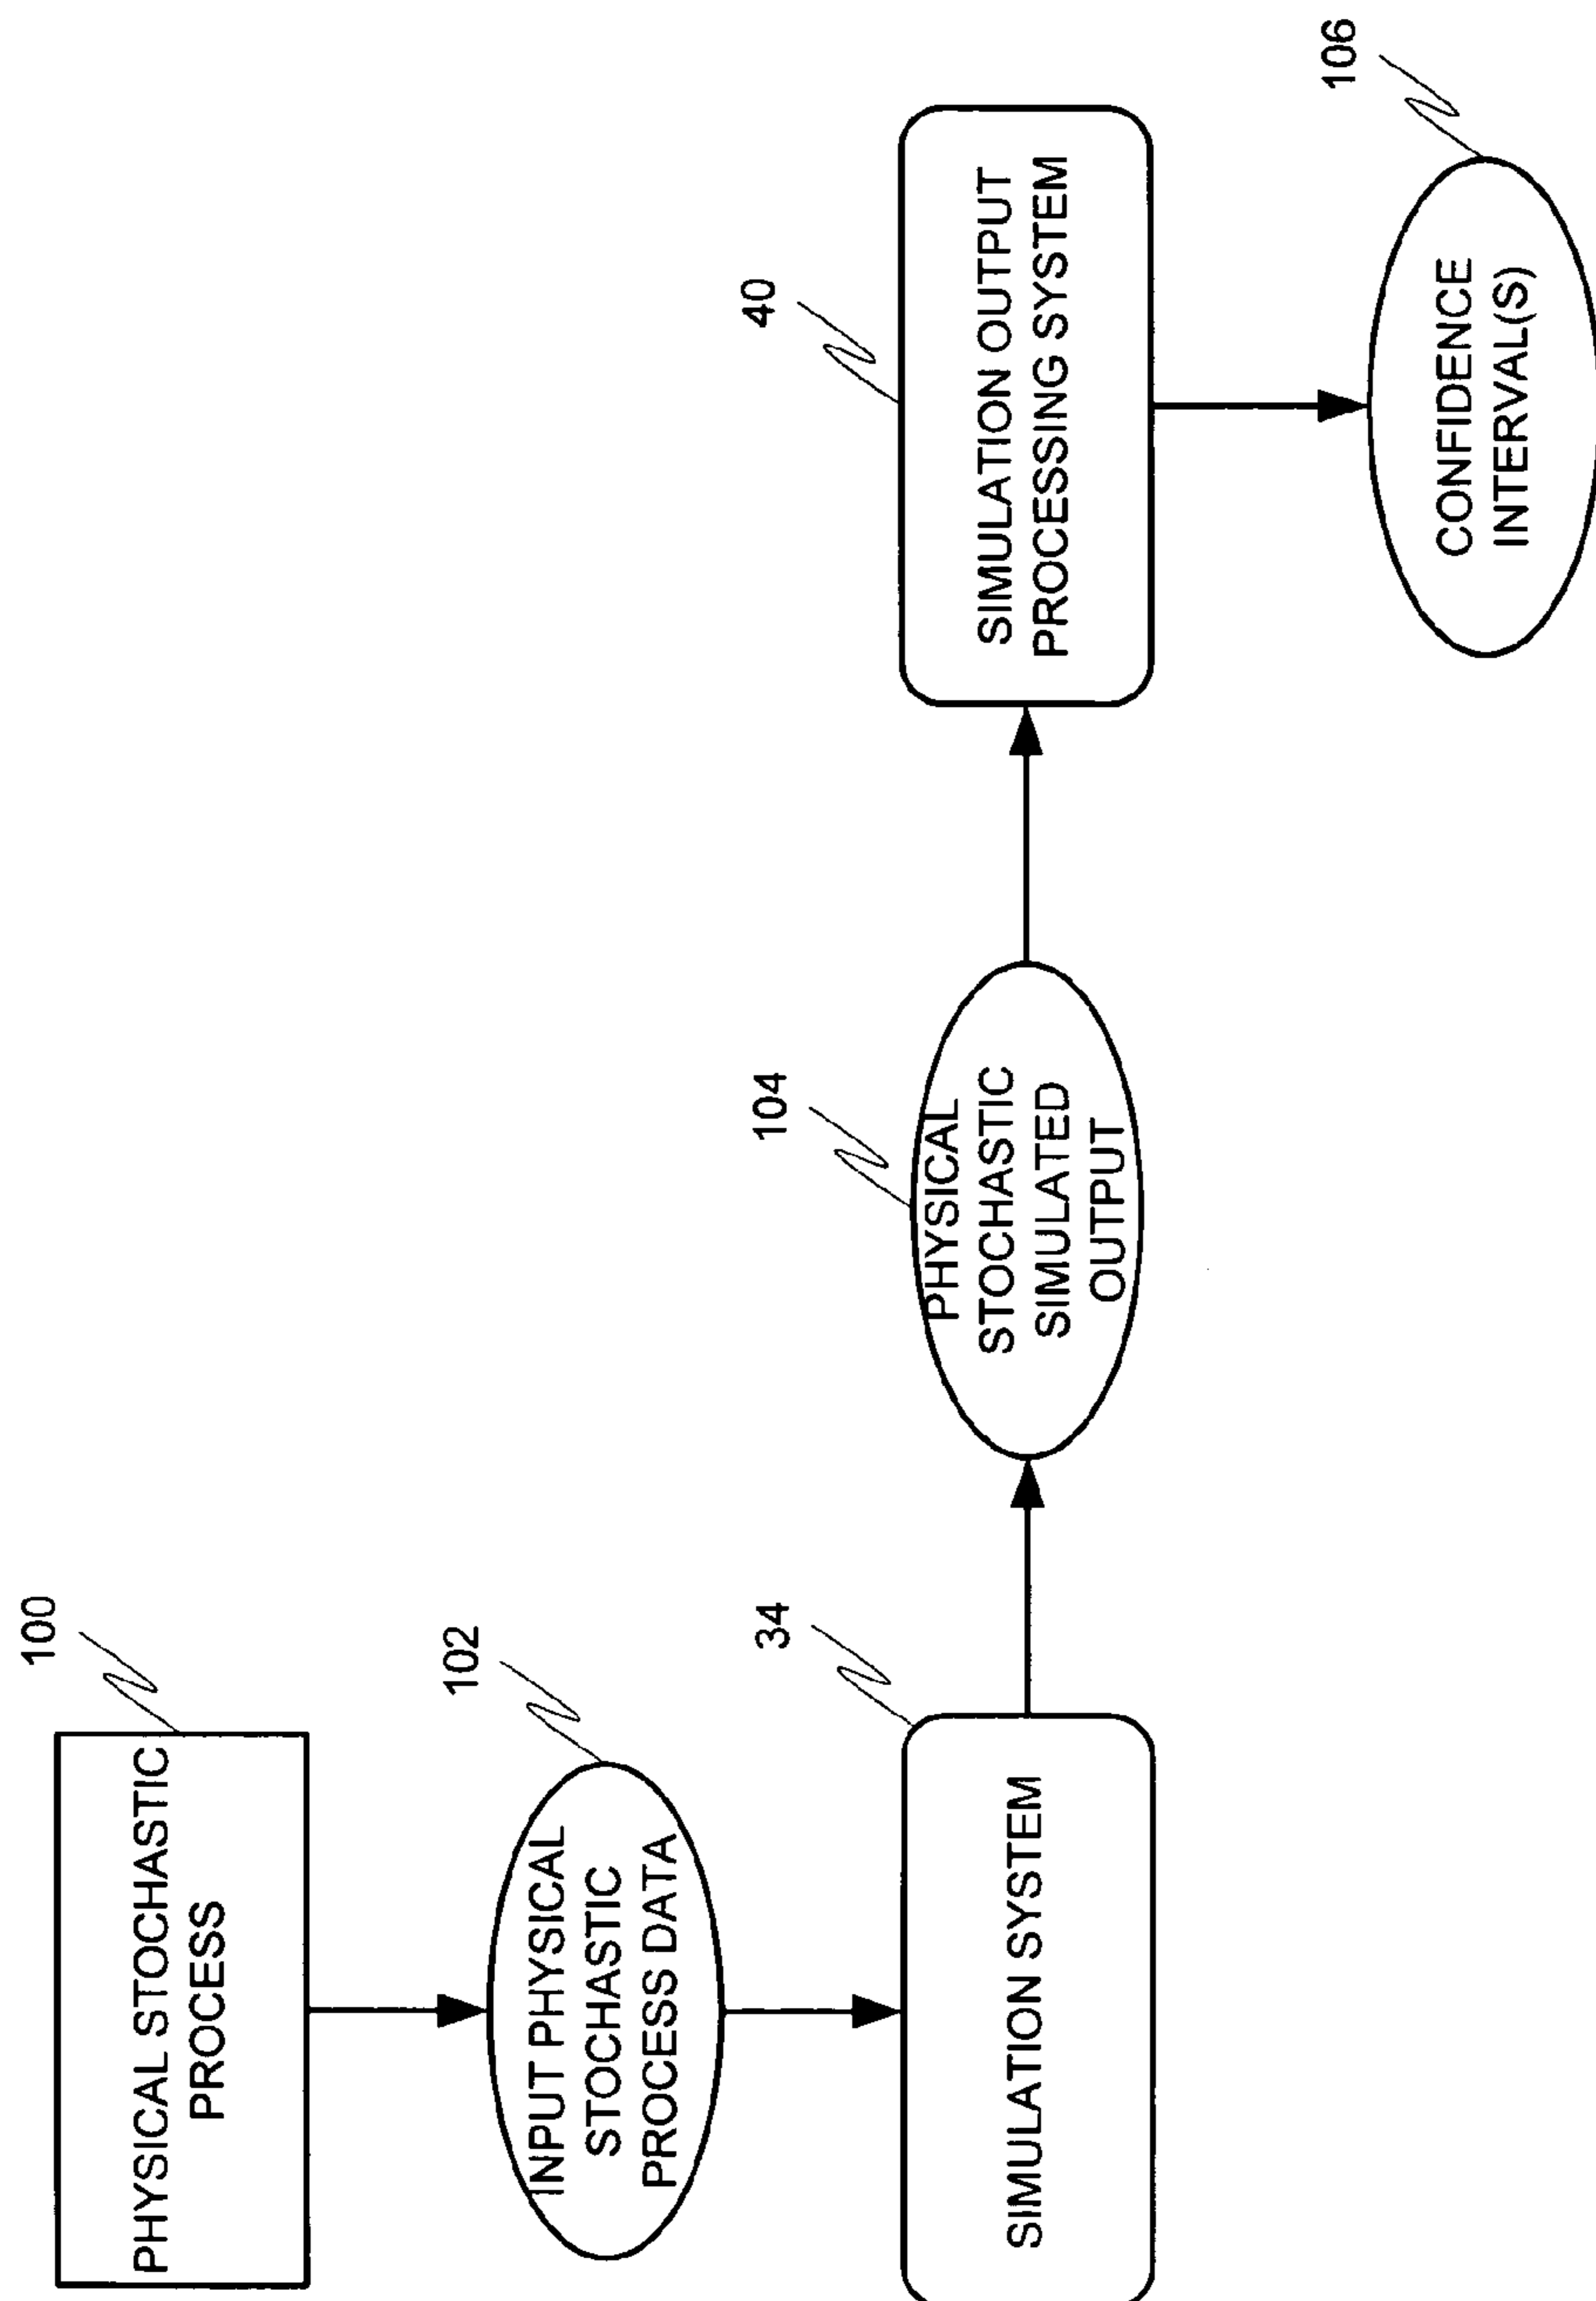 100
PHYSICAL STOCHASTIC
PROCESS
102
INPUT PHYSICAL
STOCHASTIC
PROCESS DATA
34
SIMULATION SYSTEM
104
PHYSICAL
STOCHASTIC
SIMULATED
OUTPUT
40
SIMULATION OUTPUT
PROCESSING SYSTEM
106
CONFIDENCE
INTERVAL(S)